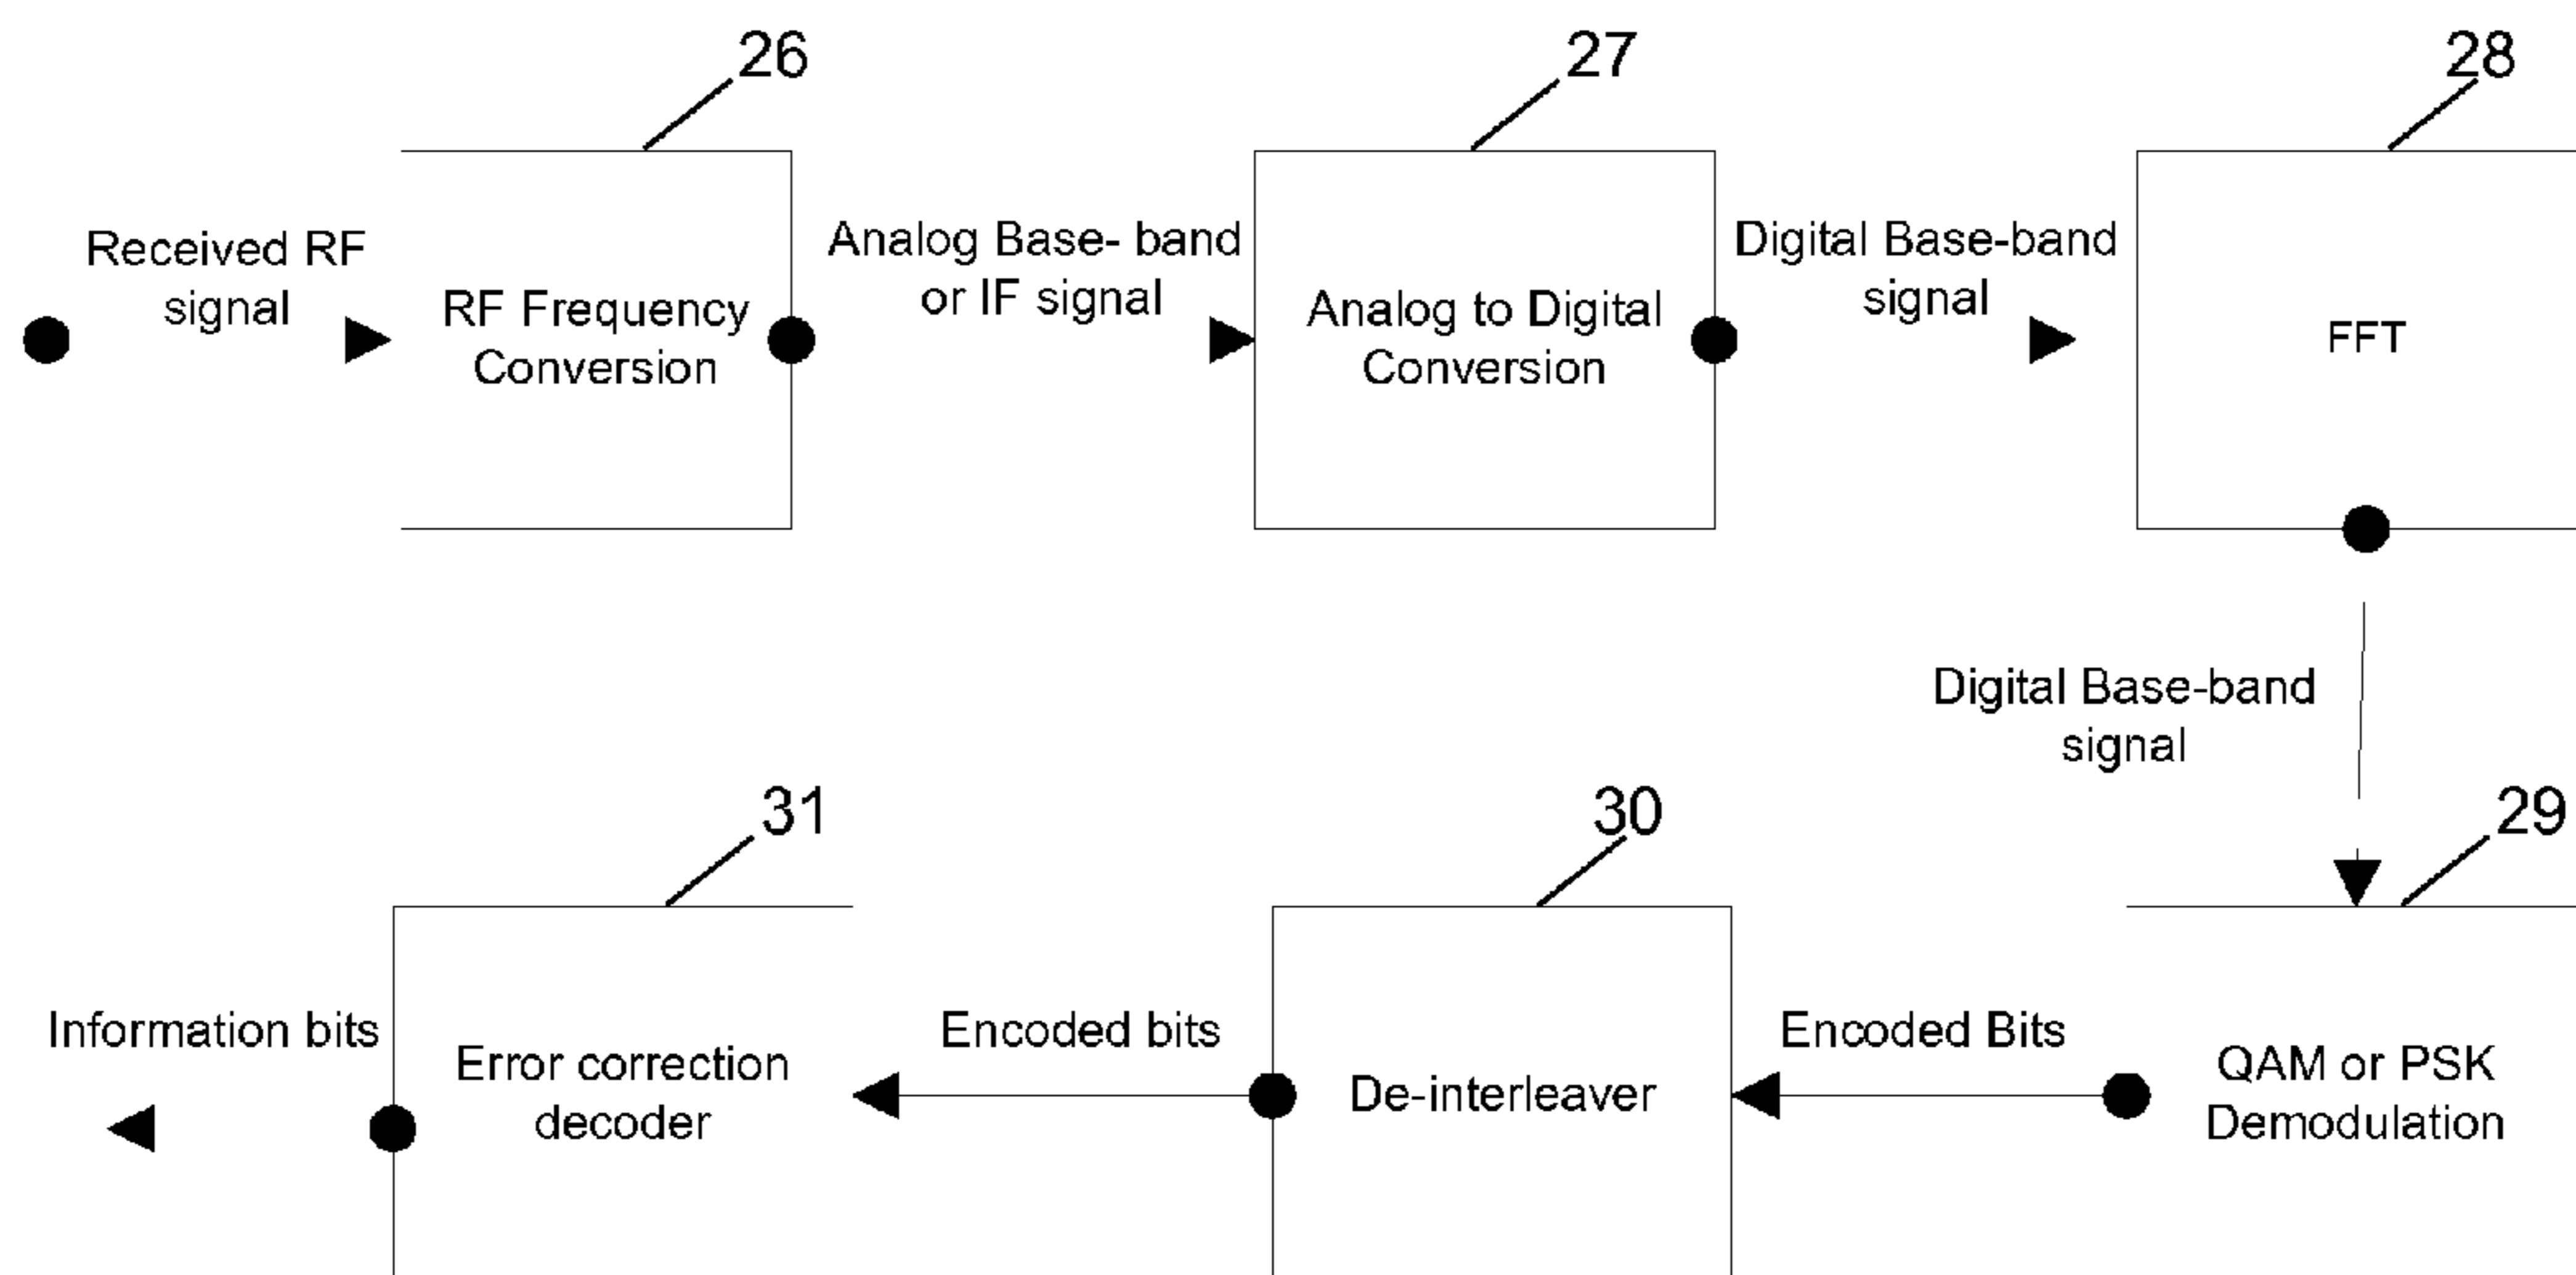 26
27
28
Received RF
signal
RF Frequency
Conversion
Analog Base- band
or IF signal
Analog to Digital
Conversion
Digital Base-band
signal
FFT
Digital Base-band
signal
31
30
29
Information bits
Error correction
decoder
Encoded bits
De-interleaver
Encoded Bits
QAM or PSK
Demodulation